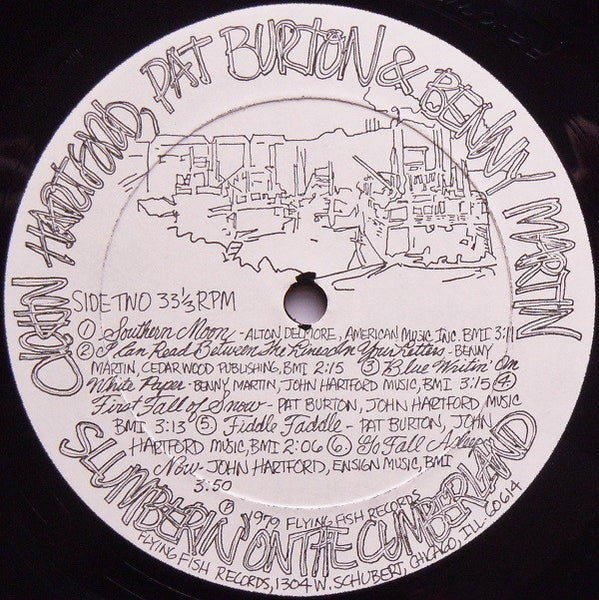 JOHN HARTFORD, PAT BURTON & BENNY MARTIN
SIDE TWO 33 1/3 RPM
① Southern Moon - ALTON DELMORE, AMERICAN MUSIC INC. BMI 3:11
② I Can Read Between The Lines In Your Letters - BENNY
MARTIN, CEDARWOOD PUBLISHING, BMI 2:15 ③ Blue Writin' On
White Paper - BENNY MARTIN, JOHN HARTFORD MUSIC, BMI 3:15 ④
First Fall of Snow - PAT BURTON, JOHN HARTFORD MUSIC
BMI 3:13 ⑤ Fiddle Faddle - PAT BURTON, JOHN
HARTFORD MUSIC, BMI 2:06 ⑥ Go Fall Asleep
Now - JOHN HARTFORD, ENSIGN MUSIC, BMI
3:50
SLUMBERIN' ON THE CUMBERLAND
℗ 1979 FLYING FISH RECORDS
FLYING FISH RECORDS, 1304 W. SCHUBERT, CHICAGO, ILL. 60614